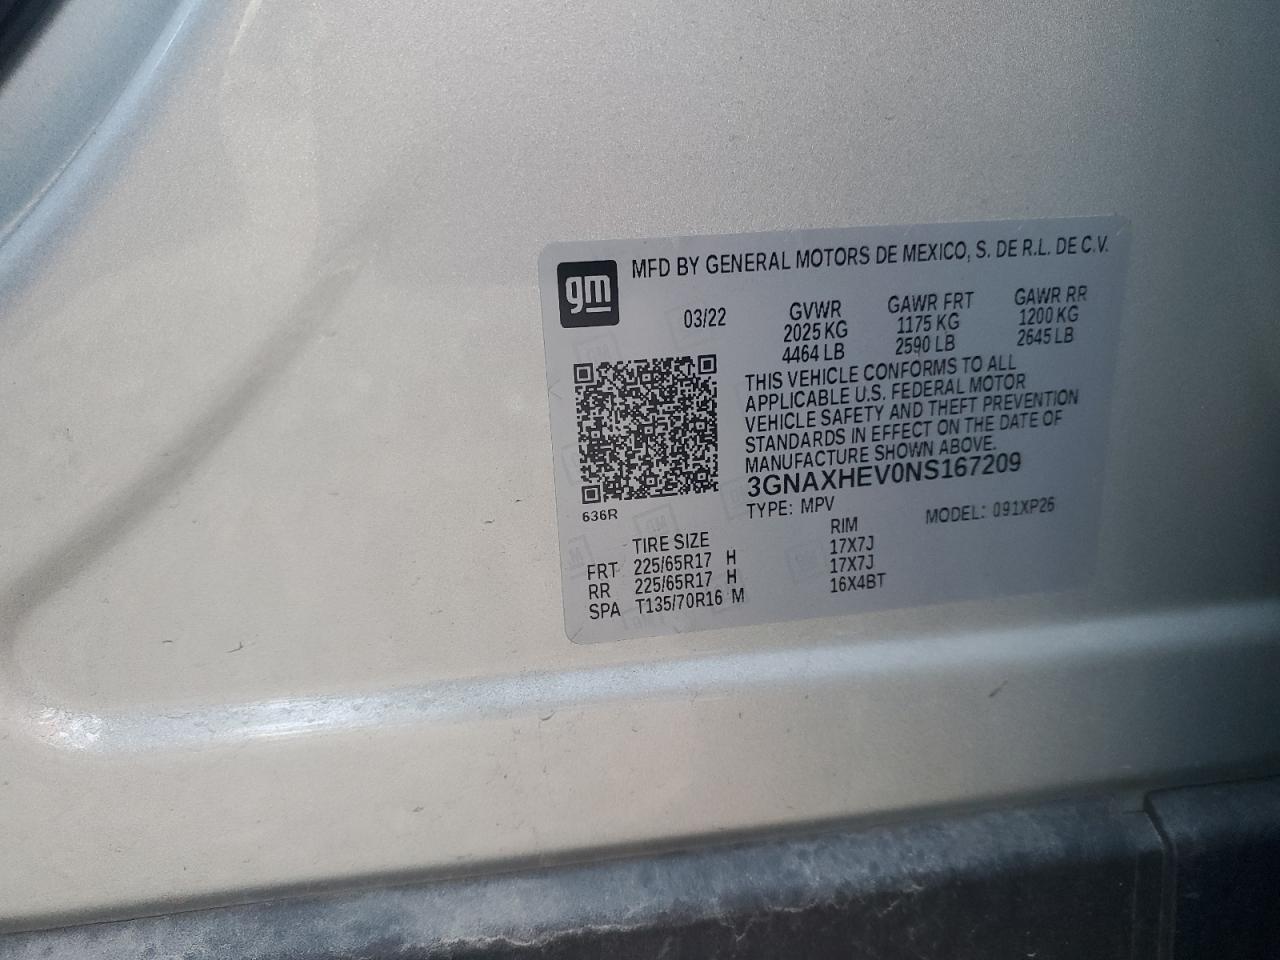 MFD BY GENERAL MOTORS DE MEXICO, S. DE R.L. DE C.V.
gm
03/22 GVWR GAWR FRT GAWR RR
2025 KG 1175 KG 1200 KG
4464 LB 2590 LB 2645 LB
THIS VEHICLE CONFORMS TO ALL
APPLICABLE U.S. FEDERAL MOTOR
VEHICLE SAFETY AND THEFT PREVENTION
STANDARDS IN EFFECT ON THE DATE OF
MANUFACTURE SHOWN ABOVE.
3GNAXHEV0NS167209
636R
TYPE: MPV MODEL: 091XP26
TIRE SIZE RIM
FRT 225/65R17 H 17X7J
RR 225/65R17 H 17X7J
SPA T135/70R16 M 16X4BT